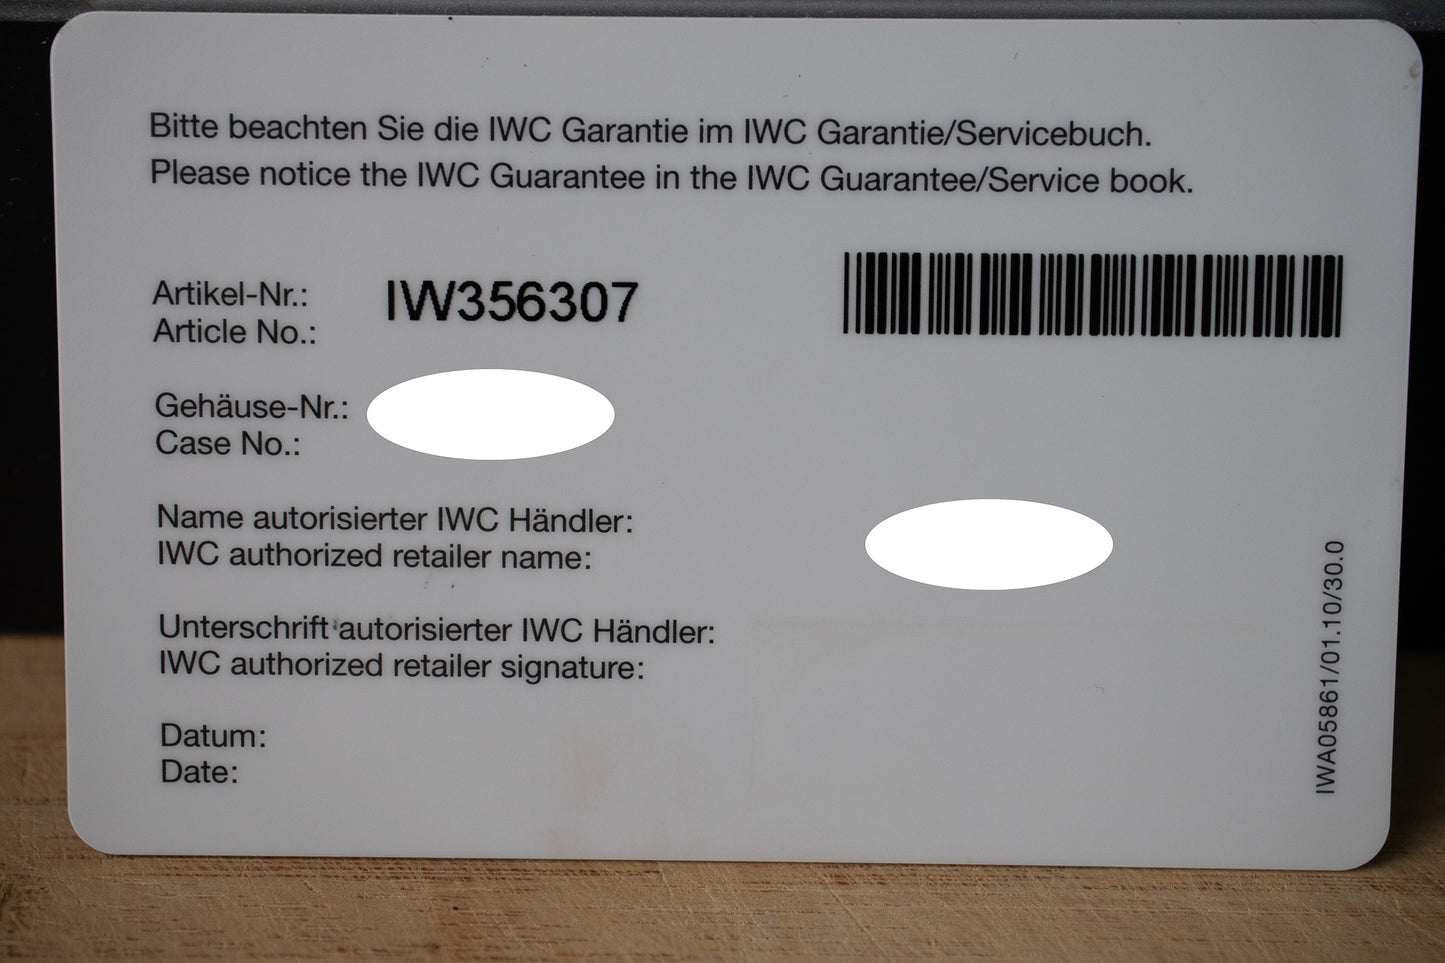 Bitte beachten Sie die IWC Garantie im IWC Garantie/Servicebuch.
Please notice the IWC Guarantee in the IWC Guarantee/Service book.
Artikel-Nr.: IW356307
Article No.:
Gehäuse-Nr.:
Case No.:
Name autorisierter IWC Händler:
IWC authorized retailer name:
Unterschrift autorisierter IWC Händler:
IWC authorized retailer signature:
Datum:
Date:
IWA05861/01.10/30.0